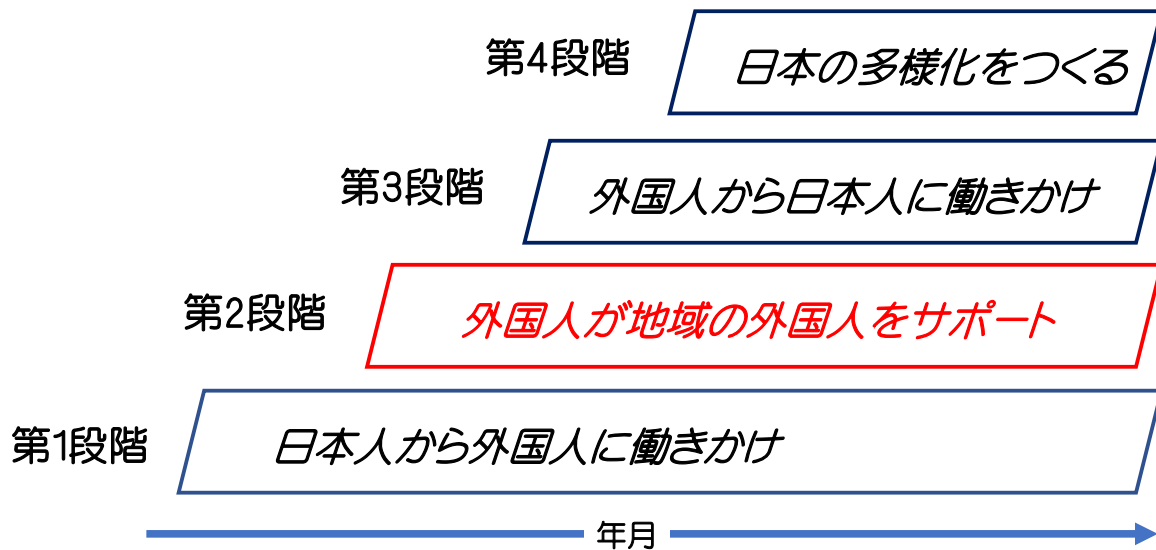 第4段階 日本の多様化をつくる
第3段階 外国人から日本人に働きかけ
第2段階 外国人が地域の外国人をサポート
第1段階 日本人から外国人に働きかけ
年月